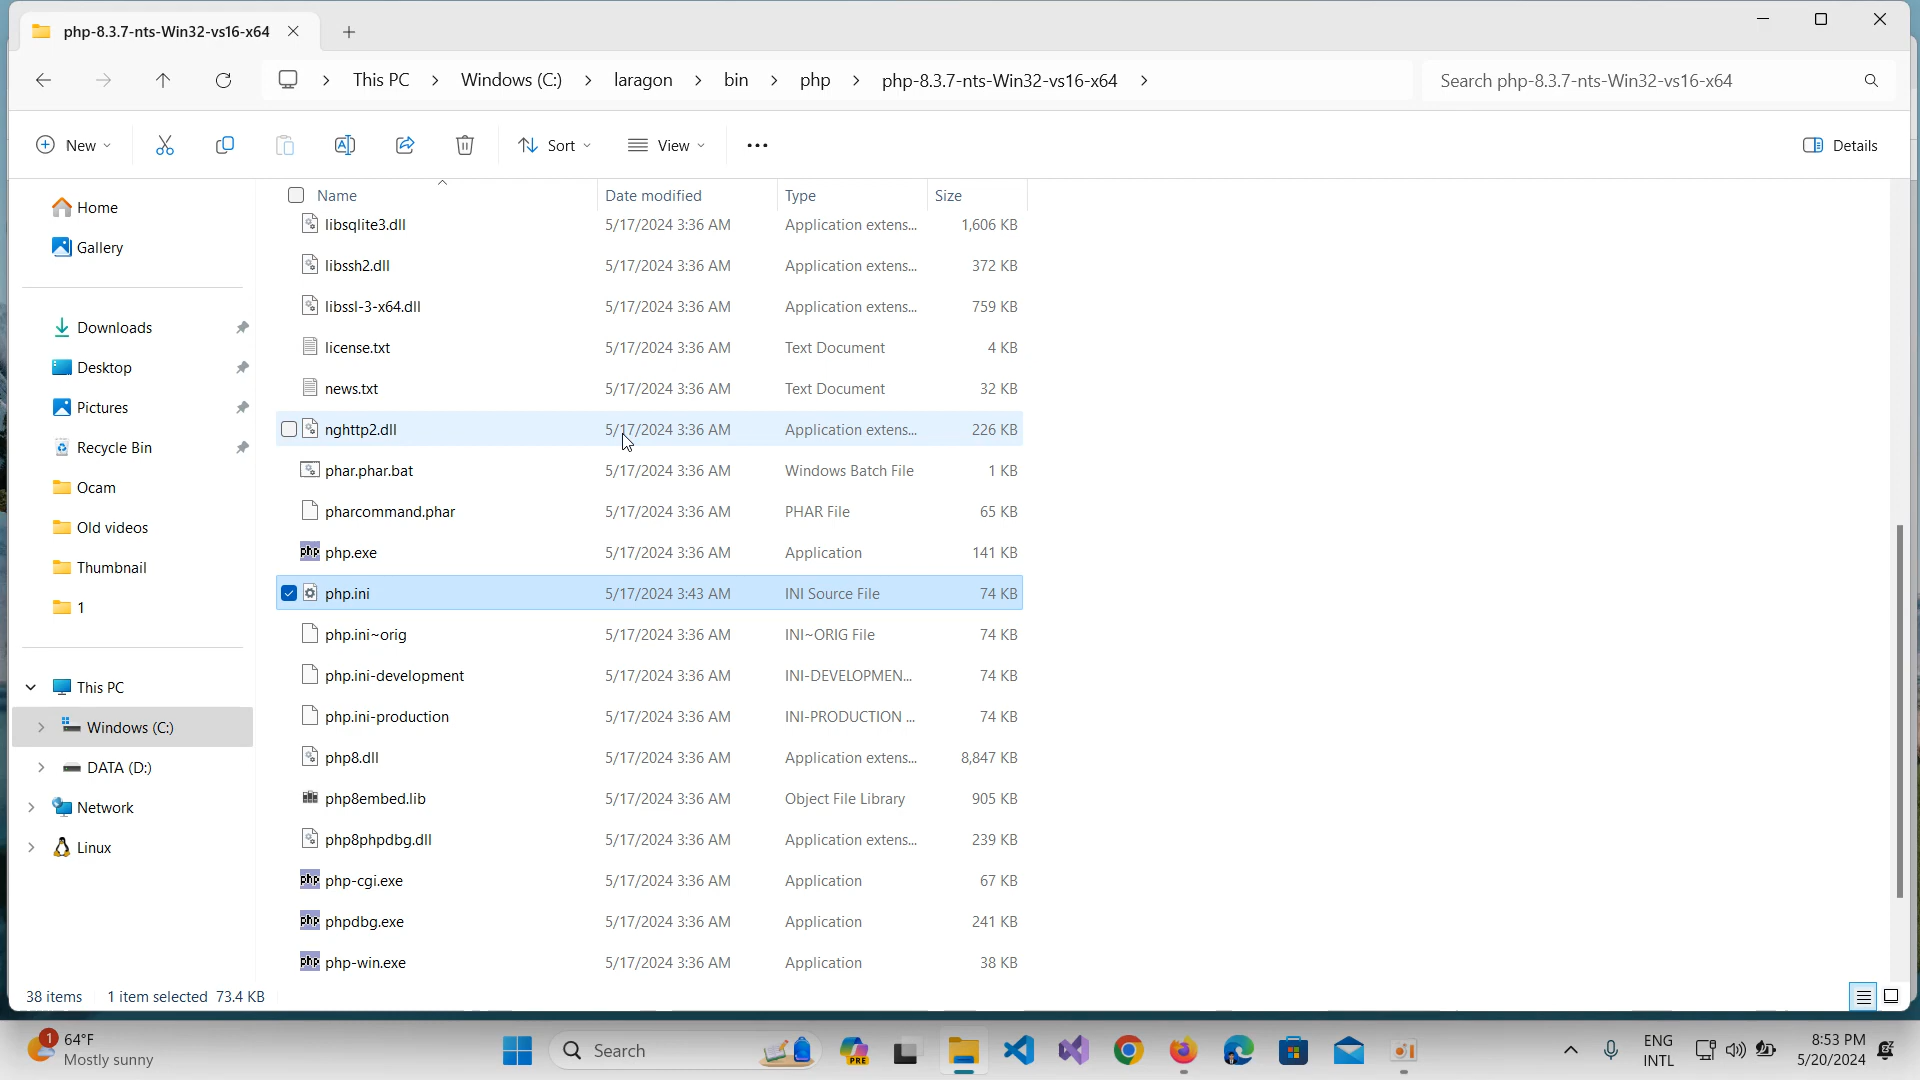 php-8.3.7-nts-Win32-vs16-x64
This PC Windows (C:) laragon bin php php-8.3.7-nts-Win32-vs16-x64
Search php-8.3.7-nts-Win32-vs16-x64
New Sort View Details
Name Date modified Type Size
Home
Gallery
Downloads
Desktop
Pictures
Recycle Bin
Ocam
Old videos
Thumbnail
1
This PC
Windows (C:)
DATA (D:)
Network
Linux
libsqlite3.dll 5/17/2024 3:36 AM Application extens... 1,606 KB
libssh2.dll 5/17/2024 3:36 AM Application extens... 372 KB
libssl-3-x64.dll 5/17/2024 3:36 AM Application extens... 759 KB
license.txt 5/17/2024 3:36 AM Text Document 4 KB
news.txt 5/17/2024 3:36 AM Text Document 32 KB
nghttp2.dll 5/17/2024 3:36 AM Application extens... 226 KB
phar.phar.bat 5/17/2024 3:36 AM Windows Batch File 1 KB
pharcommand.phar 5/17/2024 3:36 AM PHAR File 65 KB
php php.exe 5/17/2024 3:36 AM Application 141 KB
php.ini 5/17/2024 3:43 AM INI Source File 74 KB
php.ini~orig 5/17/2024 3:36 AM INI~ORIG File 74 KB
php.ini-development 5/17/2024 3:36 AM INI-DEVELOPMEN... 74 KB
php.ini-production 5/17/2024 3:36 AM INI-PRODUCTION ... 74 KB
php8.dll 5/17/2024 3:36 AM Application extens... 8,847 KB
php8embed.lib 5/17/2024 3:36 AM Object File Library 905 KB
php8phpdbg.dll 5/17/2024 3:36 AM Application extens... 239 KB
php php-cgi.exe 5/17/2024 3:36 AM Application 67 KB
php phpdbg.exe 5/17/2024 3:36 AM Application 241 KB
php php-win.exe 5/17/2024 3:36 AM Application 38 KB
38 items 1 item selected 73.4 KB
1 64°F
Mostly sunny
Search
PRE
ENG
INTL
8:53 PM
5/20/2024